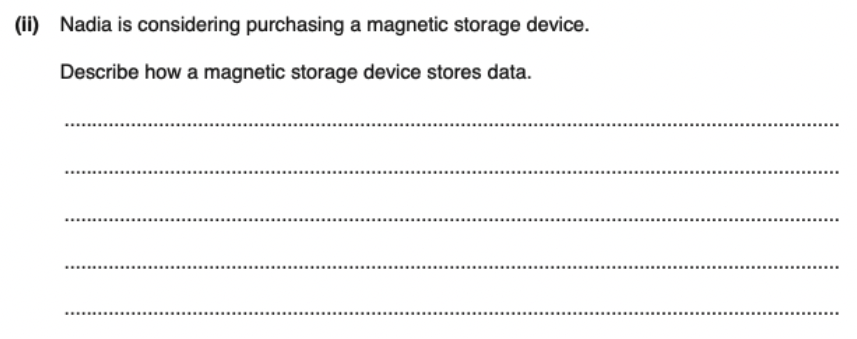 (ii) Nadia is considering purchasing a magnetic storage device.
Describe how a magnetic storage device stores data.